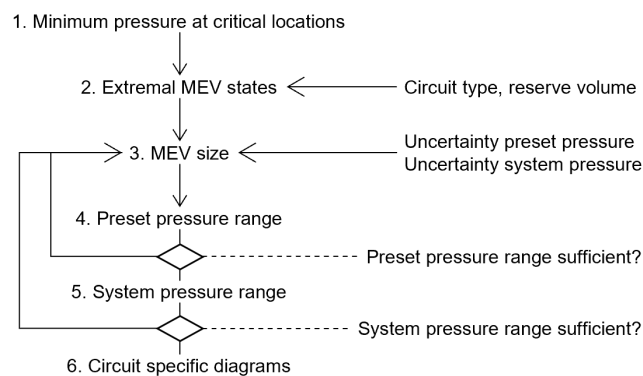 1. Minimum pressure at critical locations
2. Extremal MEV states
Circuit type, reserve volume
3. MEV size
Uncertainty preset pressure
Uncertainty system pressure
4. Preset pressure range
Preset pressure range sufficient?
5. System pressure range
System pressure range sufficient?
6. Circuit specific diagrams